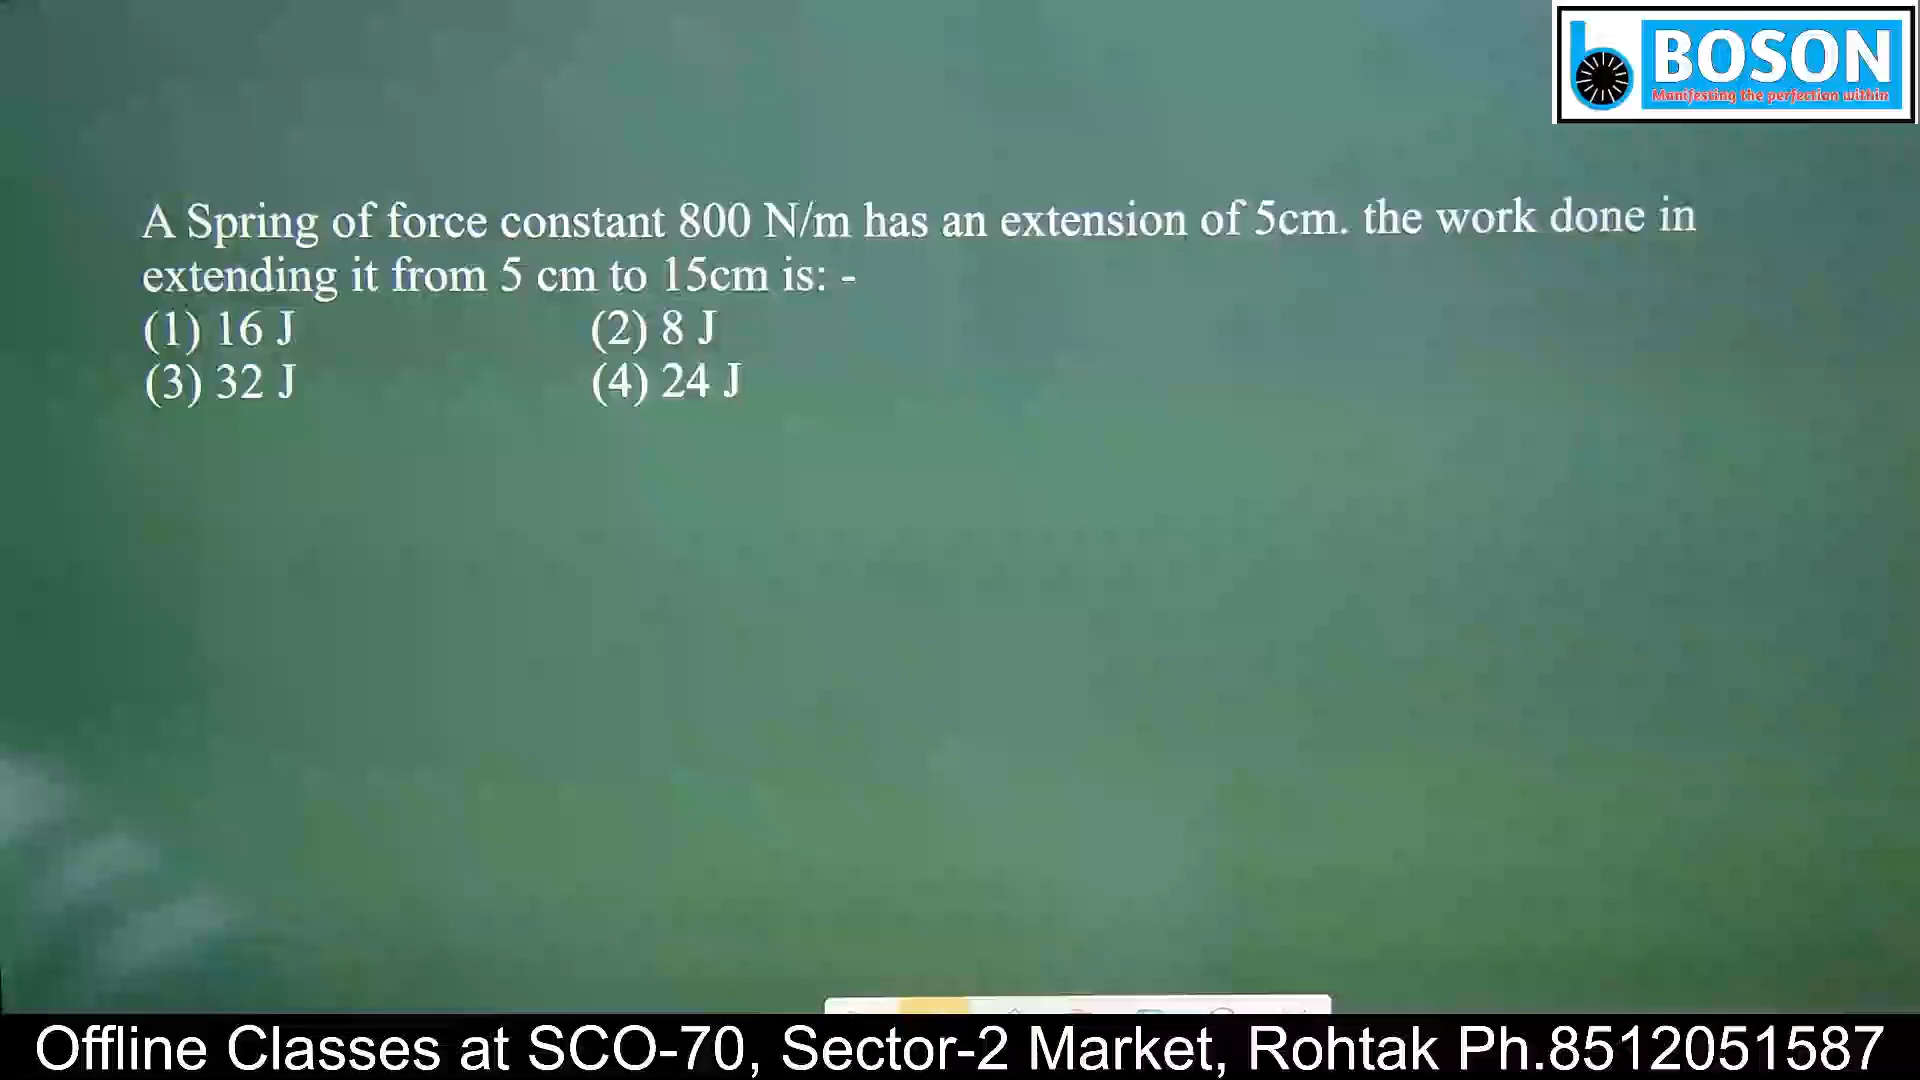 BOSON
Manifesting the perfection within
A Spring of force constant 800 N/m has an extension of 5cm. the work done in
extending it from 5 cm to 15cm is: -
(1) 16 J (2) 8 J
(3) 32 J (4) 24 J
Offline Classes at SCO-70, Sector-2 Market, Rohtak Ph.8512051587